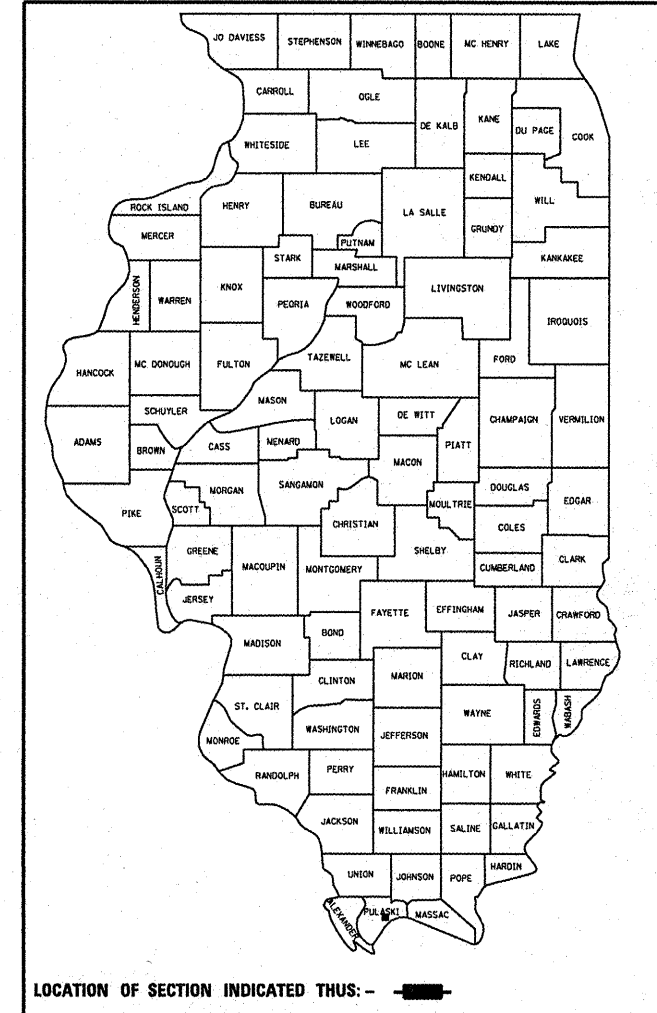 JO DAVIESS
STEPHENSON
WINNEBAGO
BOONE
MC HENRY
LAKE
CARROLL
OGLE
DE KALB
KANE
DU PAGE
COOK
WHITESIDE
LEE
KENDALL
WILL
ROCK ISLAND
HENRY
BUREAU
LA SALLE
GRUNDY
MERCER
PUTNAM
STARK
MARSHALL
KANKAKEE
HENDERSON
WARREN
KNOX
PEORIA
WOODFORD
LIVINGSTON
IROQUOIS
HANCOCK
MC DONOUGH
FULTON
TAZEWELL
MC LEAN
FORD
MASON
SCHUYLER
LOGAN
DE WITT
CHAMPAIGN
VERMILION
ADAMS
BROWN
CASS
MENARD
PIATT
MACON
PIKE
SCOTT
MORGAN
SANGAMON
MOULTRIE
DOUGLAS
EDGAR
CHRISTIAN
COLES
CALHOUN
GREENE
MACOUPIN
MONTGOMERY
SHELBY
CUMBERLAND
CLARK
JERSEY
FAYETTE
EFFINGHAM
JASPER
CRAWFORD
MADISON
BOND
CLAY
RICHLAND
LAWRENCE
CLINTON
MARION
ST. CLAIR
WAYNE
EDWARDS
WABASH
MONROE
WASHINGTON
JEFFERSON
RANDOLPH
PERRY
HAMILTON
WHITE
FRANKLIN
JACKSON
WILLIAMSON
SALINE
GALLATIN
UNION
JOHNSON
POPE
HARDIN
ALEXANDER
PULASKI
MASSAC
LOCATION OF SECTION INDICATED THUS: -